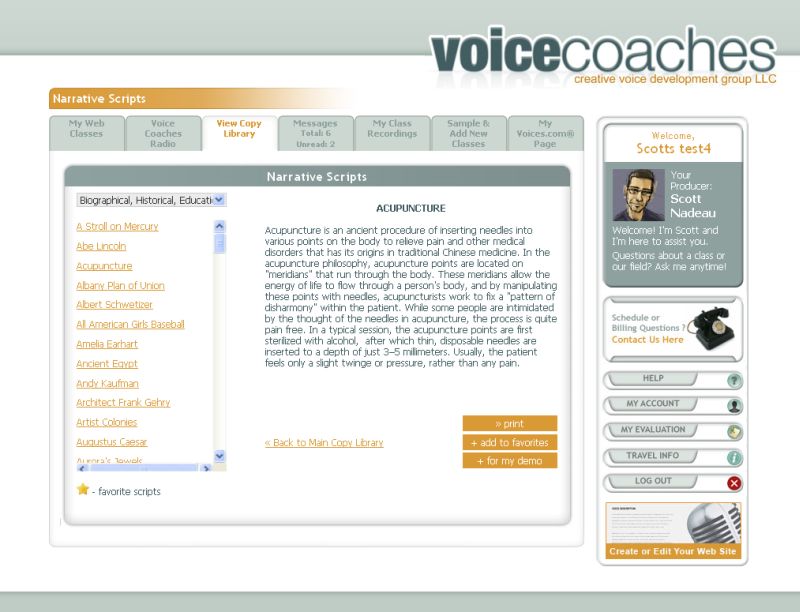 voicecoaches
creative voice development group LLC
Narrative Scripts
My Web
Classes
Voice
Coaches
Radio
View Copy
Library
Messages
Total: 6
Unread: 2
My Class
Recordings
Sample &
Add New
Classes
My
Voices.com®
Page
Narrative Scripts
Biographical, Historical, Educati
A Stroll on Mercury
Abe Lincoln
Acupuncture
Albany Plan of Union
Albert Schwetizer
All American Girls Baseball
Amelia Earhart
Ancient Egypt
Andy Kaufman
Architect Frank Gehry
Artist Colonies
Augustus Caesar
Aurora's Jewels
- favorite scripts
ACUPUNCTURE
Acupuncture is an ancient procedure of inserting needles into
various points on the body to relieve pain and other medical
disorders that has its origins in traditional Chinese medicine. In the
acupuncture philosophy, acupuncture points are located on
"meridians" that run through the body. These meridians allow the
energy of life to flow through a person's body, and by manipulating
these points with needles, acupuncturists work to fix a "pattern of
disharmony" within the patient. While some people are intimidated
by the thought of the needles in acupuncture, the process is quite
pain free. In a typical session, the acupuncture points are first
sterilized with alcohol, after which thin, disposable needles are
inserted to a depth of just 3–5 millimeters. Usually, the patient
feels only a slight twinge or pressure, rather than any pain.
« Back to Main Copy Library
» print
+ add to favorites
+ for my demo
Welcome,
Scotts test4
Your
Producer:
Scott
Nadeau
Welcome! I'm Scott and
I'm here to assist you.
Questions about a class or
our field? Ask me anytime!
Schedule or
Billing Questions ?
Contact Us Here
HELP
?
MY ACCOUNT
MY EVALUATION
TRAVEL INFO
i
LOG OUT
Create or Edit Your Web Site